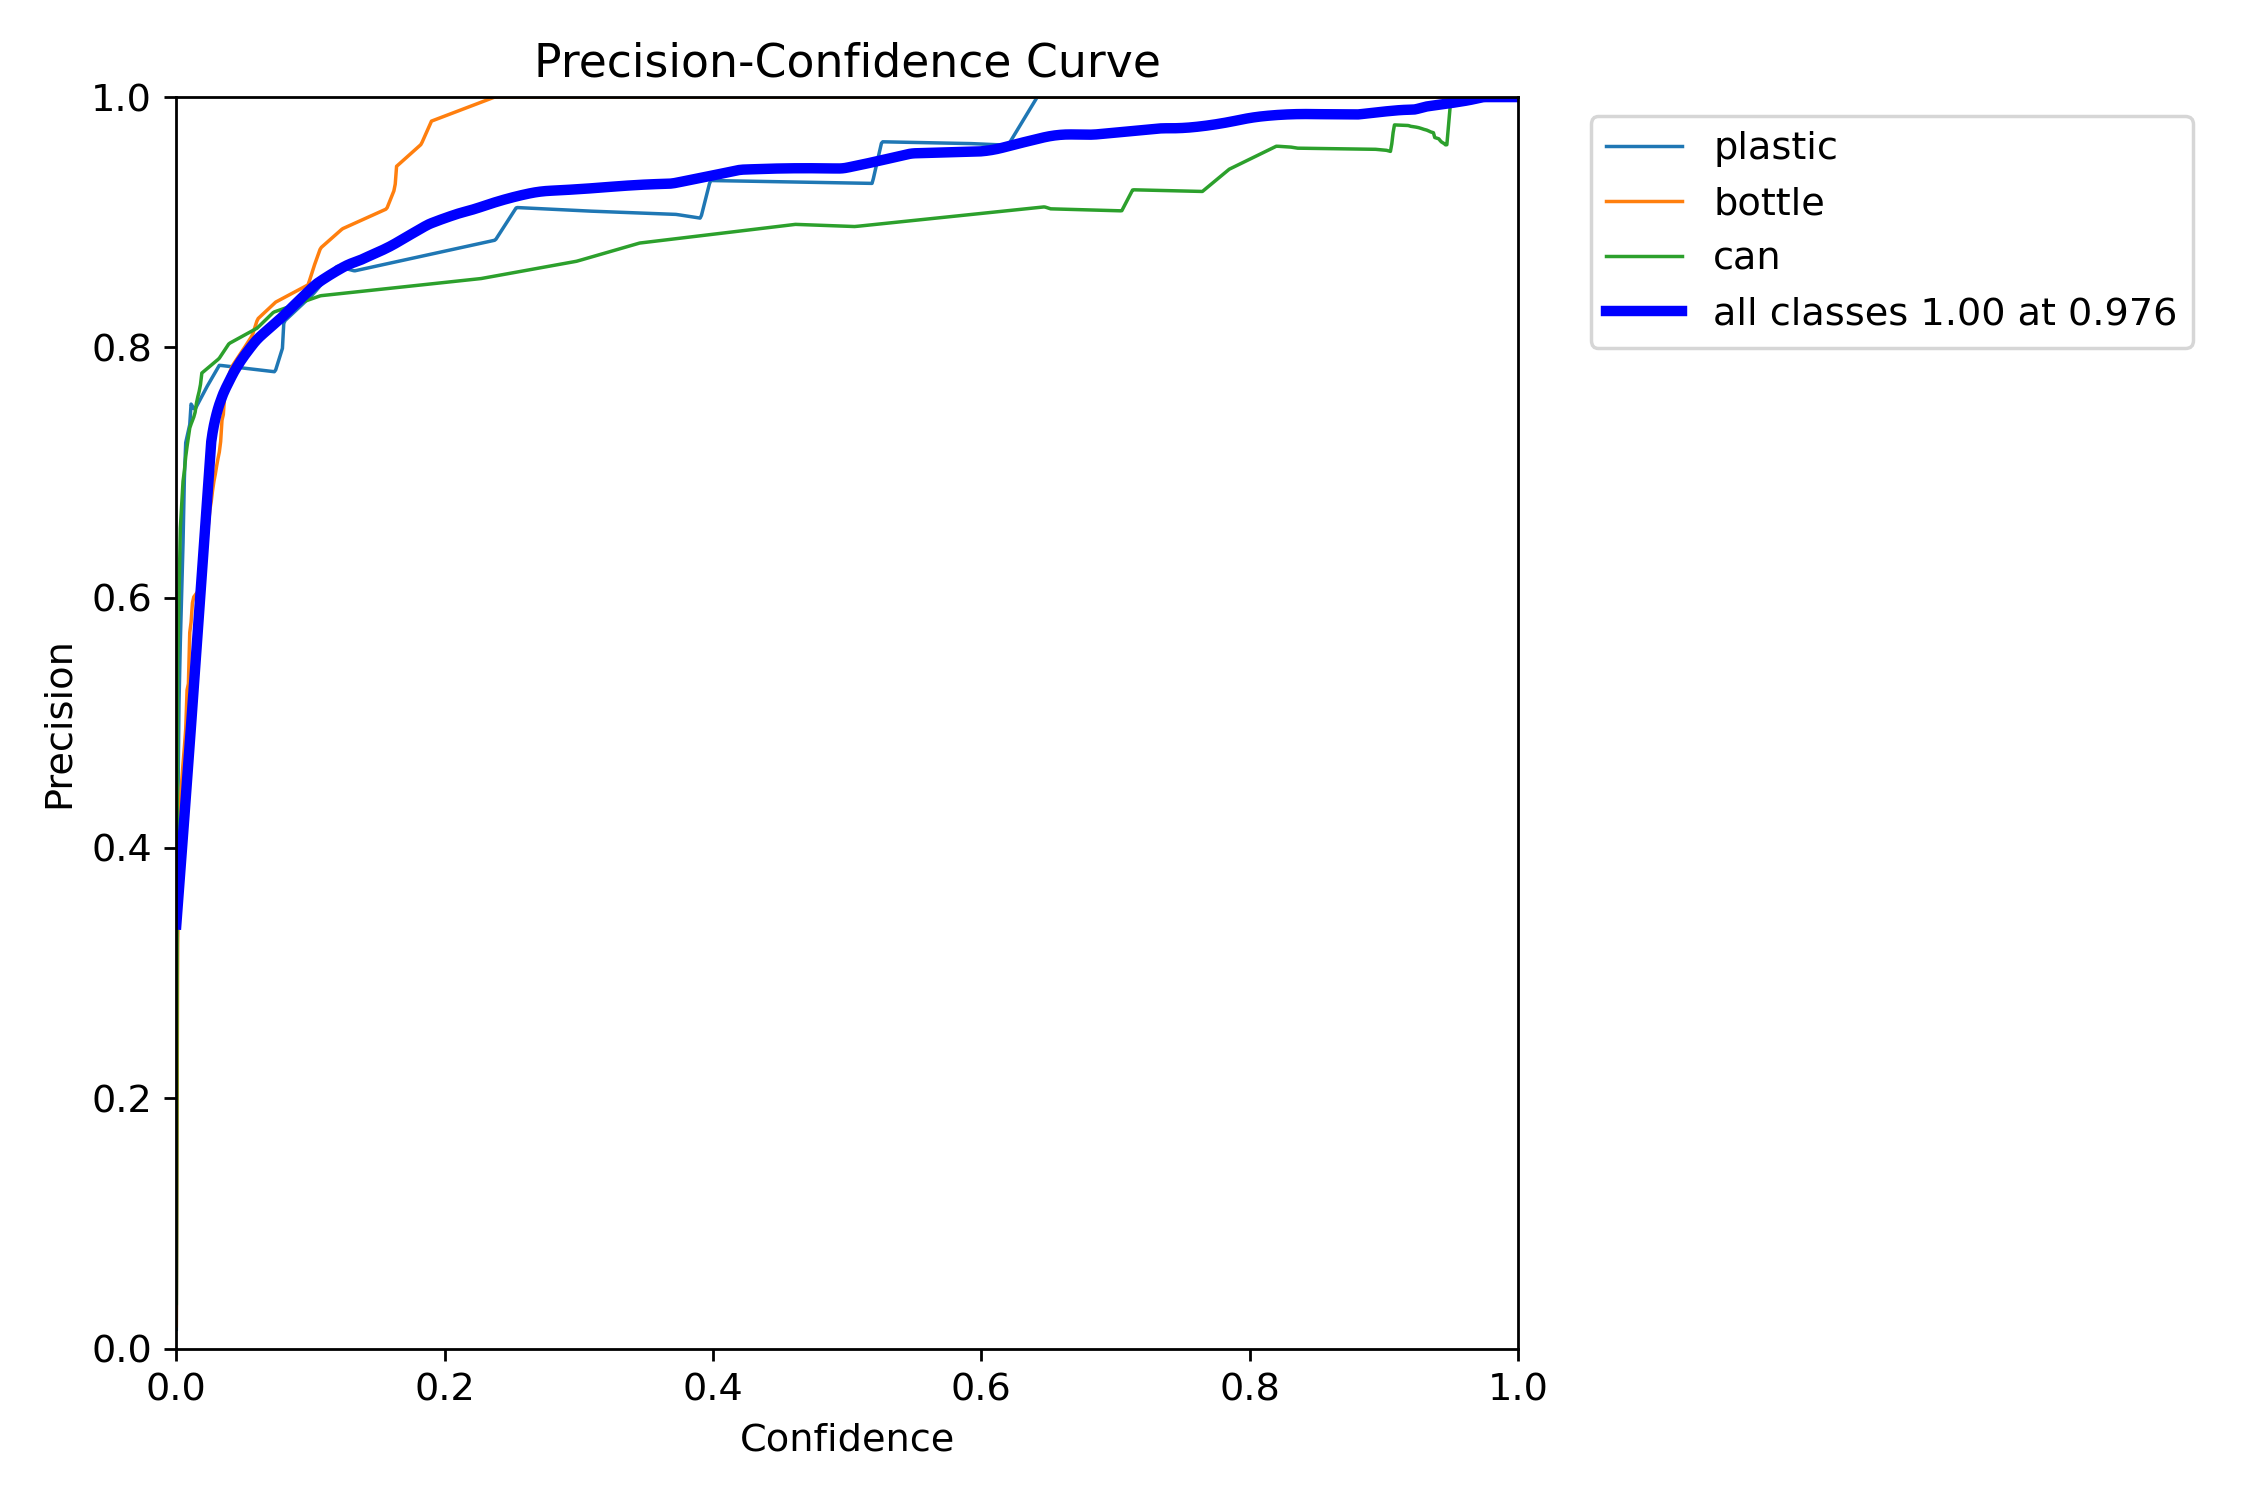 Precision-Confidence Curve
1.0
0.8
0.6
0.4
0.2
0.0
Precision
0.0 0.2 0.4 0.6 0.8 1.0
Confidence
plastic
bottle
can
all classes 1.00 at 0.976